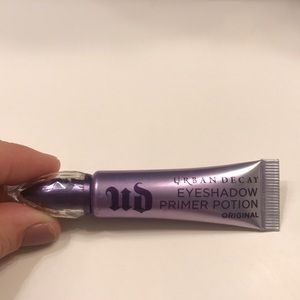 ud
URBAN DECAY
EYESHADOW
PRIMER POTION
ORIGINAL